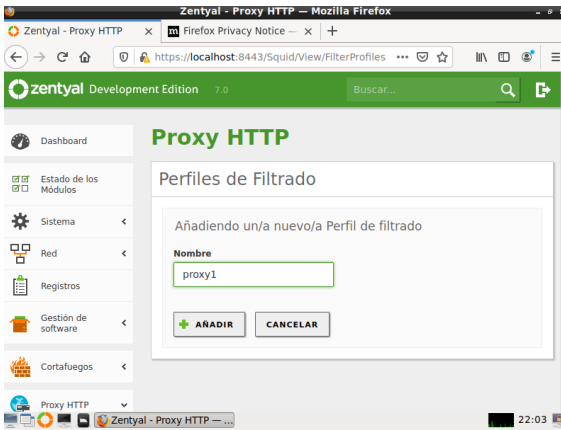 Zentyal - Proxy HTTP — Mozilla Firefox
Zentyal - Proxy HTTP
Firefox Privacy Notice —
https://localhost:8443/Squid/View/FilterProfiles
zentyal Development Edition 7.0
Buscar...
Dashboard
Estado de los
Módulos
Sistema
Red
Registros
Gestión de
software
Cortafuegos
Proxy HTTP
Proxy HTTP
Perfiles de Filtrado
Añadiendo un/a nuevo/a Perfil de filtrado
Nombre
proxy1
AÑADIR
CANCELAR
Zentyal - Proxy HTTP — ...
22:03